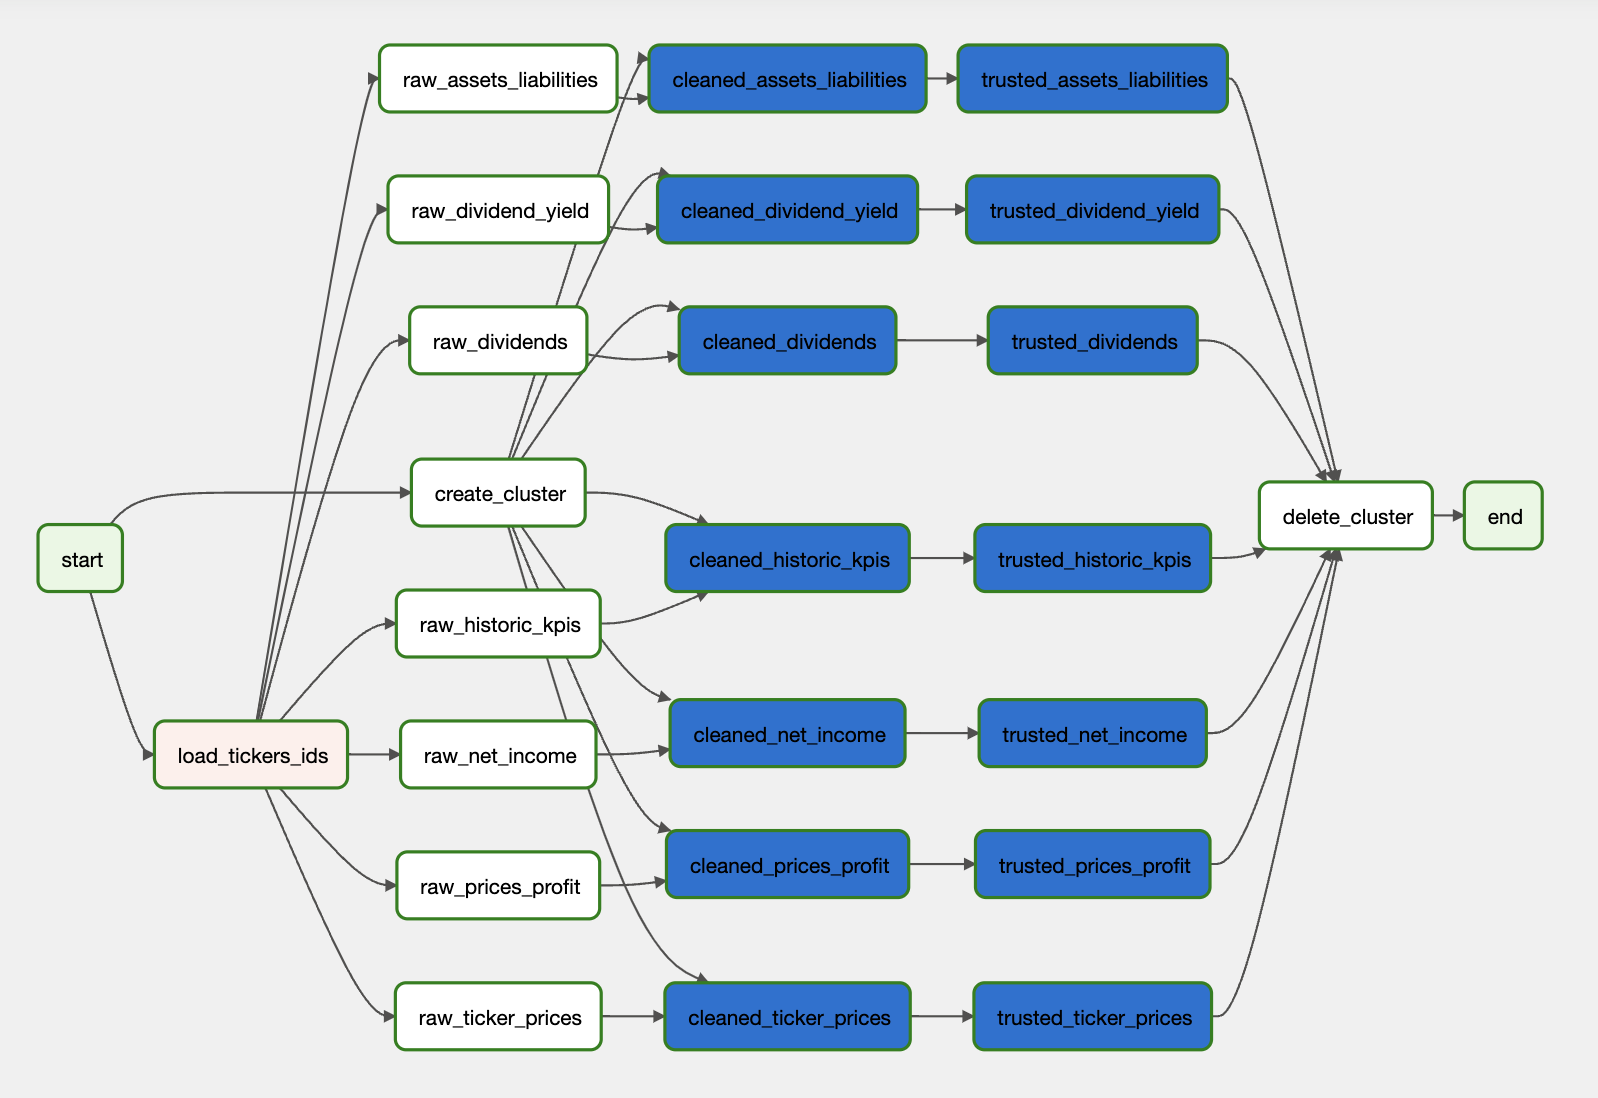 raw_assets_liabilities
cleaned_assets_liabilities
trusted_assets_liabilities
raw_dividend_yield
cleaned_dividend_yield
trusted_dividend_yield
raw_dividends
cleaned_dividends
trusted_dividends
create_cluster
start
cleaned_historic_kpis
trusted_historic_kpis
delete_cluster
end
raw_historic_kpis
load_tickers_ids
raw_net_income
cleaned_net_income
trusted_net_income
raw_prices_profit
cleaned_prices_profit
trusted_prices_profit
raw_ticker_prices
cleaned_ticker_prices
trusted_ticker_prices